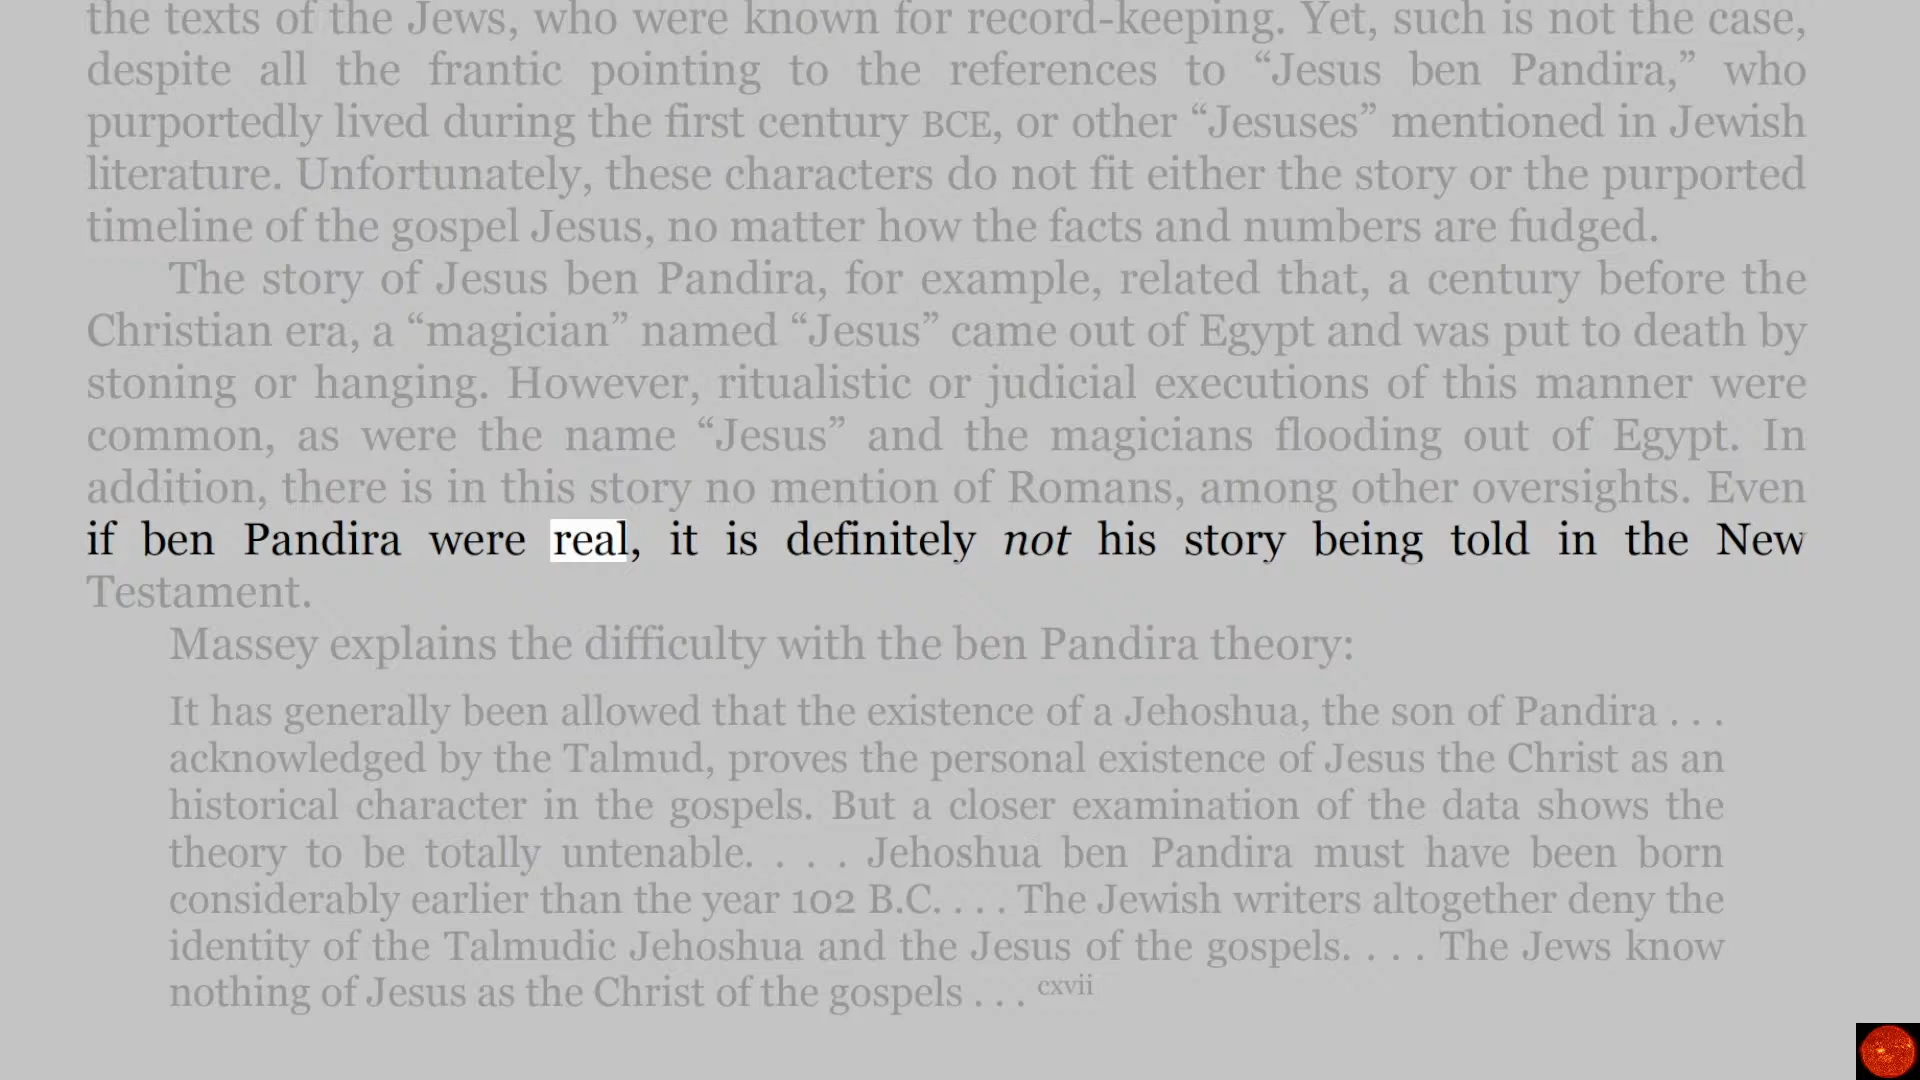 the texts of the Jews, who were known for record-keeping. Yet, such is not the case,
despite all the frantic pointing to the references to “Jesus ben Pandira,” who
purportedly lived during the first century BCE, or other “Jesuses” mentioned in Jewish
literature. Unfortunately, these characters do not fit either the story or the purported
timeline of the gospel Jesus, no matter how the facts and numbers are fudged.
The story of Jesus ben Pandira, for example, related that, a century before the
Christian era, a “magician” named “Jesus” came out of Egypt and was put to death by
stoning or hanging. However, ritualistic or judicial executions of this manner were
common, as were the name “Jesus” and the magicians flooding out of Egypt. In
addition, there is in this story no mention of Romans, among other oversights. Even
if ben Pandira were real, it is definitely not his story being told in the New
Testament.
Massey explains the difficulty with the ben Pandira theory:
It has generally been allowed that the existence of a Jehoshua, the son of Pandira . . .
acknowledged by the Talmud, proves the personal existence of Jesus the Christ as an
historical character in the gospels. But a closer examination of the data shows the
theory to be totally untenable. . . . Jehoshua ben Pandira must have been born
considerably earlier than the year 102 B.C. . . . The Jewish writers altogether deny the
identity of the Talmudic Jehoshua and the Jesus of the gospels. . . . The Jews know
nothing of Jesus as the Christ of the gospels . . . cxvii